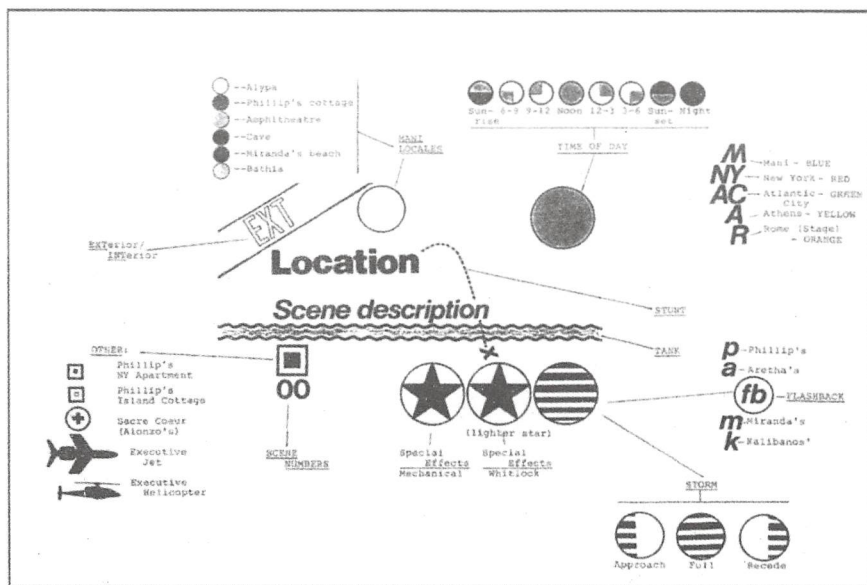 --Alypa
--Phillip's cottage
--Amphitheatre
--Cave
--Miranda's beach
--Bathia
MANI
LOCALES
Sun-
rise
6-9
9-12
Noon
12-3
3-6
Sun-
set
Night
TIME OF DAY
M
Mani - BLUE
NY
New York - RED
AC
Atlantic - GREEN
City
A
Athens - YELLOW
R
Rome (Stage)
- ORANGE
EXT
EXTerior/
INTerior
Location
Scene description
STUNT
TANK
OTHER:
Phillip's
NY Apartment
Phillip's
Island Cottage
Sacre Coeur
(Alonzo's)
Executive
Jet
Executive
Helicopter
00
SCENE
NUMBERS
Special
Effects
Mechanical
(lighter star)
Special
Effects
Whitlock
p -Phillip's
a -Aretha's
fb FLASHBACK
m -Miranda's
k -Kalibanos'
STORM
Approach
Full
Recede